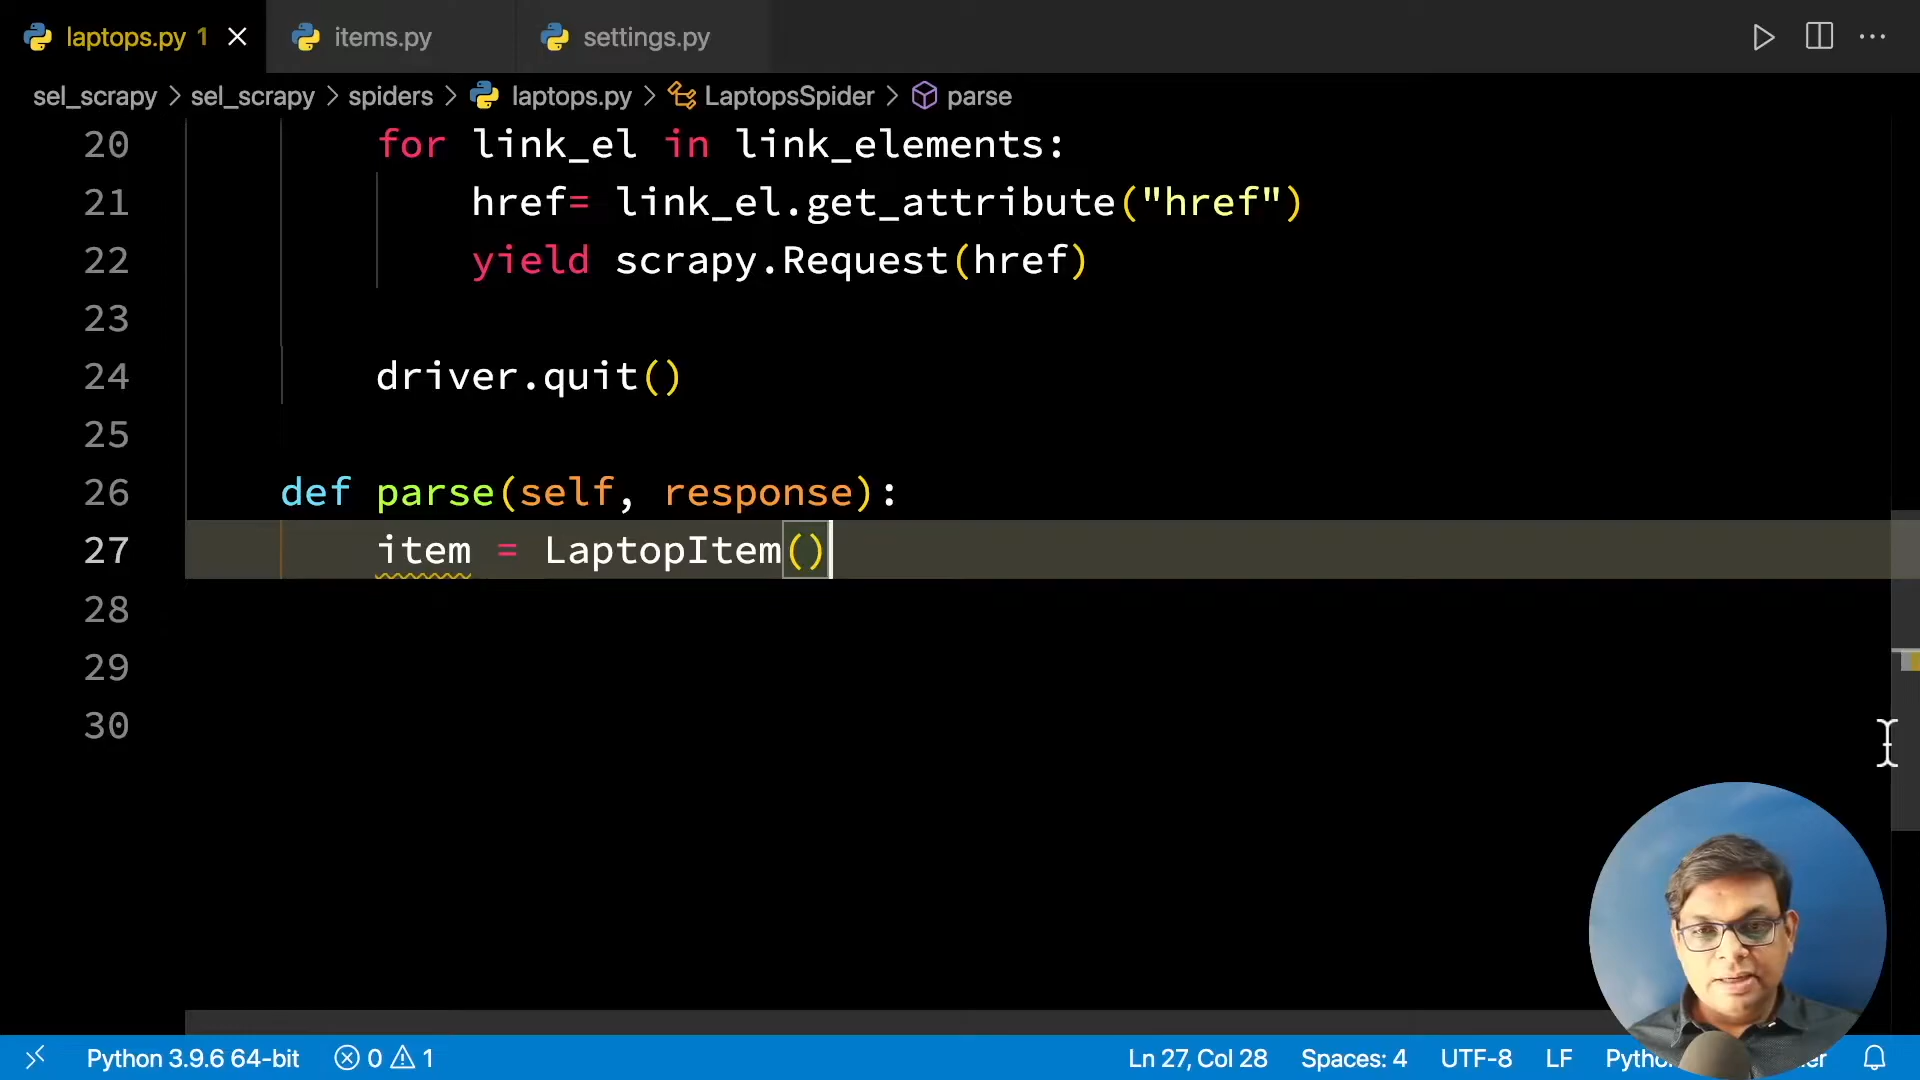 laptops.py 1
items.py
settings.py
sel_scrapy > sel_scrapy > spiders > laptops.py > LaptopsSpider > parse
20 for link_el in link_elements:
21 href= link_el.get_attribute("href")
22 yield scrapy.Request(href)
23
24 driver.quit()
25
26 def parse(self, response):
27 item = LaptopItem()
28
29
30
Python 3.9.6 64-bit 0 1 Ln 27, Col 28 Spaces: 4 UTF-8 LF